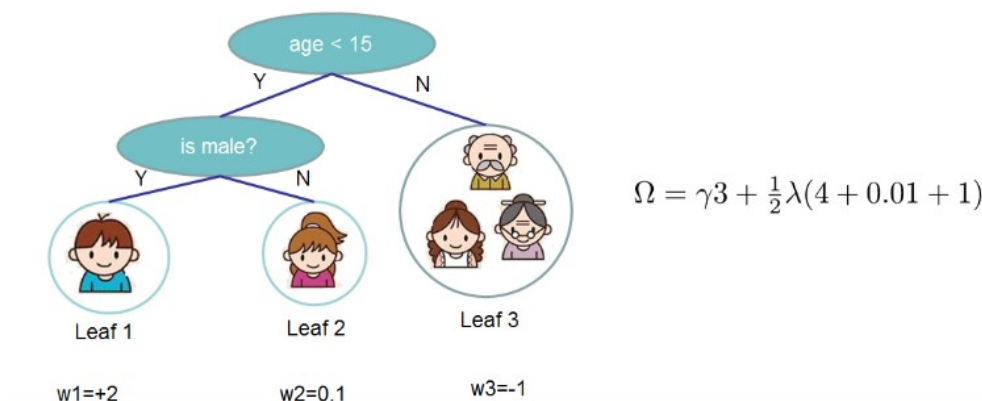 age < 15
Y
N
is male?
Y
N
Ω = γ3 + ½λ(4 + 0.01 + 1)
Leaf 1
Leaf 2
Leaf 3
w1=+2
w2=0.1
w3=-1